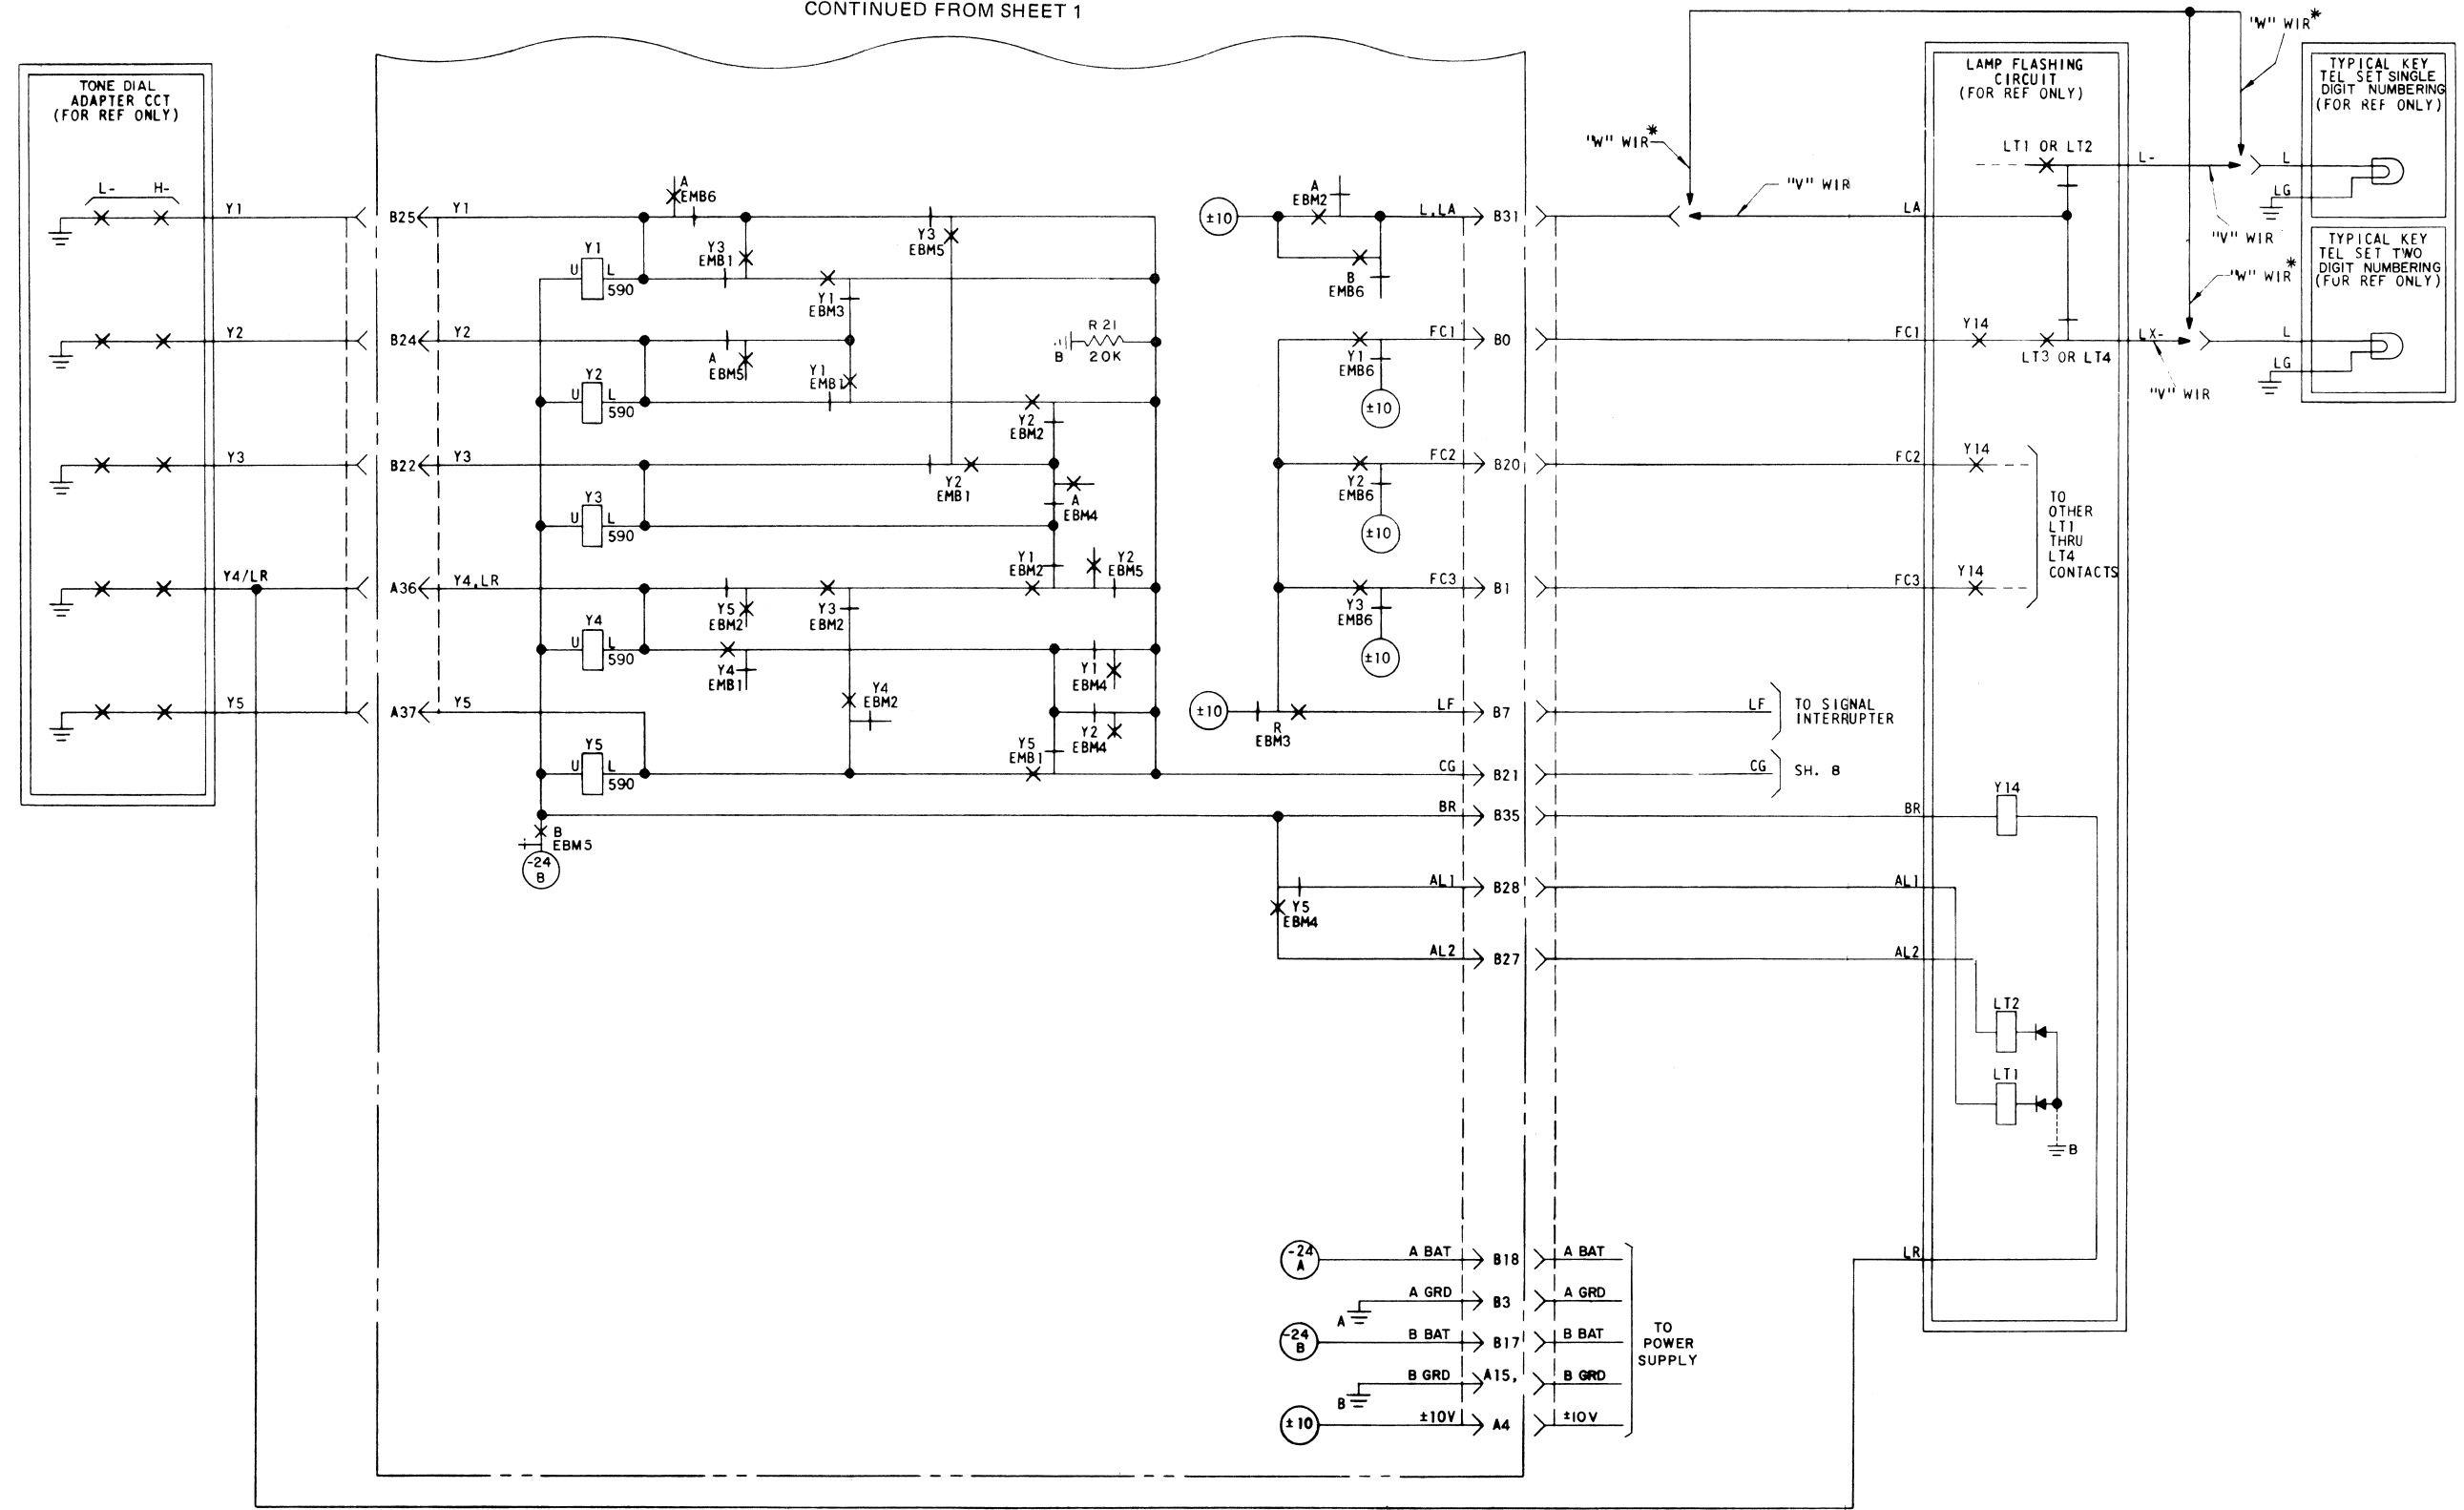 CONTINUED FROM SHEET 1
TONE DIAL
ADAPTER CCT
(FOR REF ONLY)
L-
H-
Y1
Y2
Y3
Y4/LR
Y5
B25
Y1
B24
Y2
B22
Y3
A36
Y4,LR
A37
Y5
A
EMB6
Y3
EMB1
Y3
EBM5
Y1
U
L
590
Y1
EBM3
A
EBM5
Y1
EMB1
R21
20K
B
Y2
U
L
590
Y2
EBM2
Y2
EMB1
A
EBM4
Y3
U
L
590
Y1
EBM2
Y2
EBM5
Y5
EBM2
Y3
EBM2
Y4
U
L
590
Y4
EMB1
Y1
EBM4
Y4
EBM2
Y2
EBM4
Y5
EMB1
Y5
U
L
590
B
EBM5
-24
B
±10
A
EBM2
B
EMB6
L,LA
B31
Y1
EMB6
±10
FC1
B0
Y2
EMB6
±10
FC2
B20
Y3
EMB6
±10
FC3
B1
±10
R
EBM3
LF
B7
CG
B21
BR
B35
AL1
B28
Y5
EBM4
AL2
B27
-24
A
A BAT
B18
A BAT
A
A GRD
B3
A GRD
-24
B
B BAT
B17
B BAT
B
B GRD
A15,
B GRD
±10
±10V
A4
±10V
TO
POWER
SUPPLY
"W" WIR*
"V" WIR
LA
FC1
FC2
FC3
LF
TO SIGNAL
INTERRUPTER
CG
SH. 8
BR
AL1
AL2
LR
LAMP FLASHING
CIRCUIT
(FOR REF ONLY)
LT1 OR LT2
Y14
LT3 OR LT4
Y14
Y14
TO
OTHER
LT1
THRU
LT4
CONTACTS
Y14
LT2
LT1
B
L-
"W" WIR*
"V" WIR
"W" WIR*
LX-
"V" WIR
TYPICAL KEY
TEL SET SINGLE
DIGIT NUMBERING
(FOR REF ONLY)
L
LG
TYPICAL KEY
TEL SET TWO
DIGIT NUMBERING
(FOR REF ONLY)
L
LG